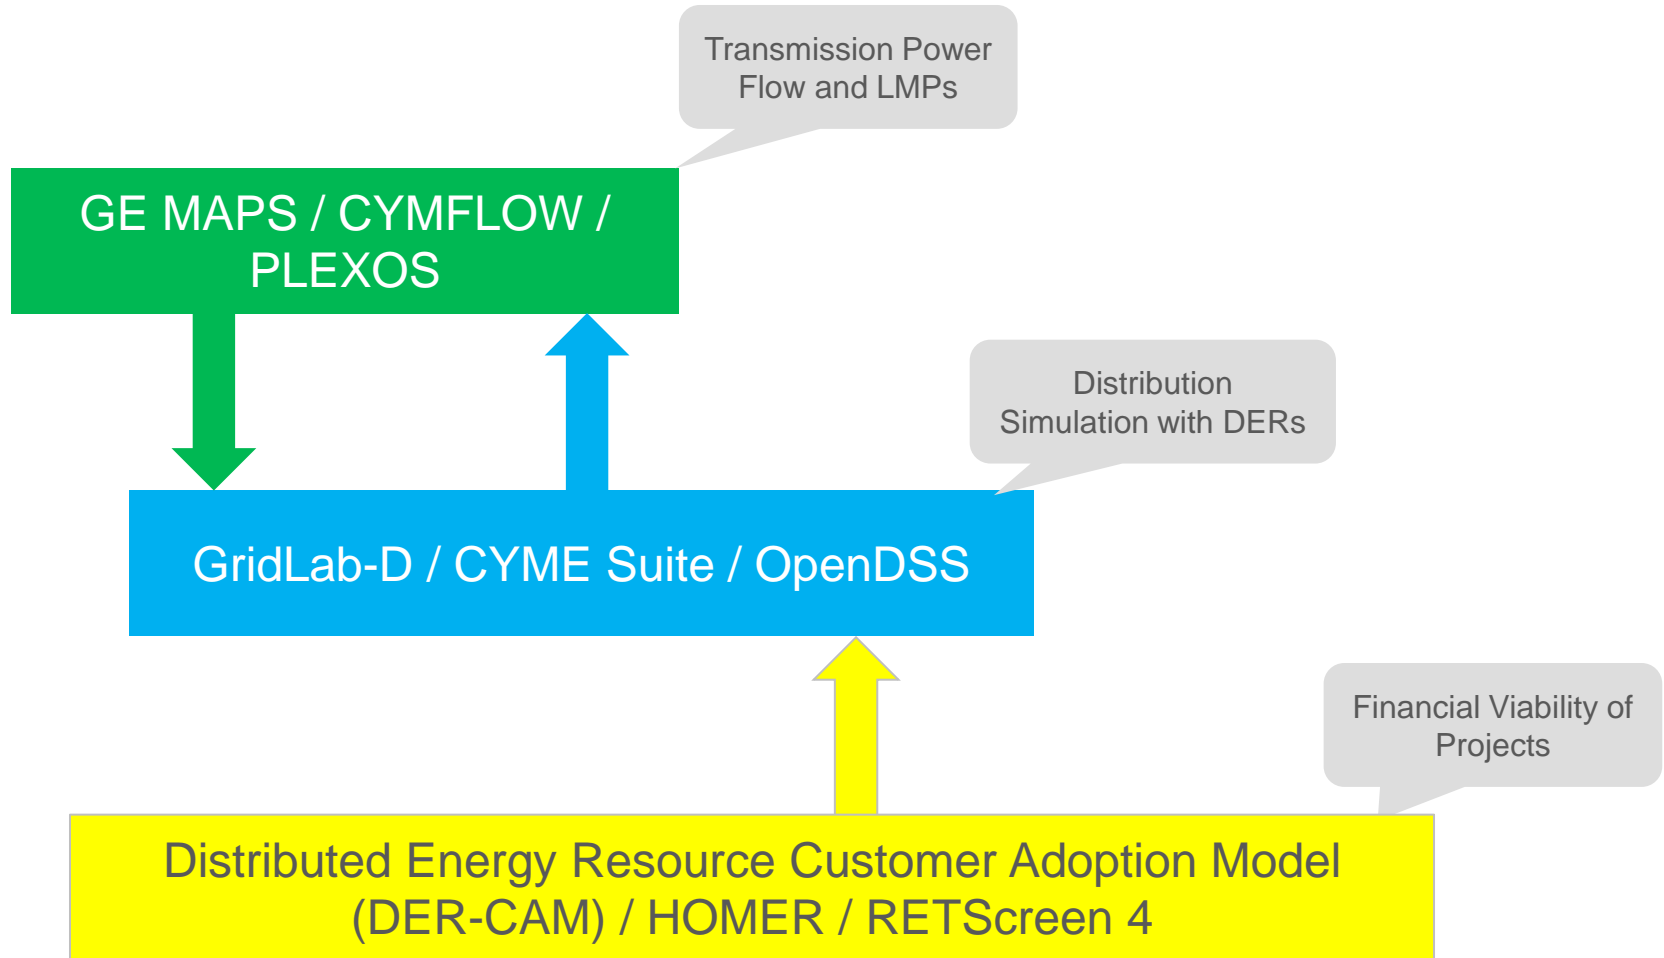 Transmission Power
Flow and LMPs
GE MAPS / CYMFLOW /
PLEXOS
Distribution
Simulation with DERs
GridLab-D / CYME Suite / OpenDSS
Financial Viability of
Projects
Distributed Energy Resource Customer Adoption Model
(DER-CAM) / HOMER / RETScreen 4